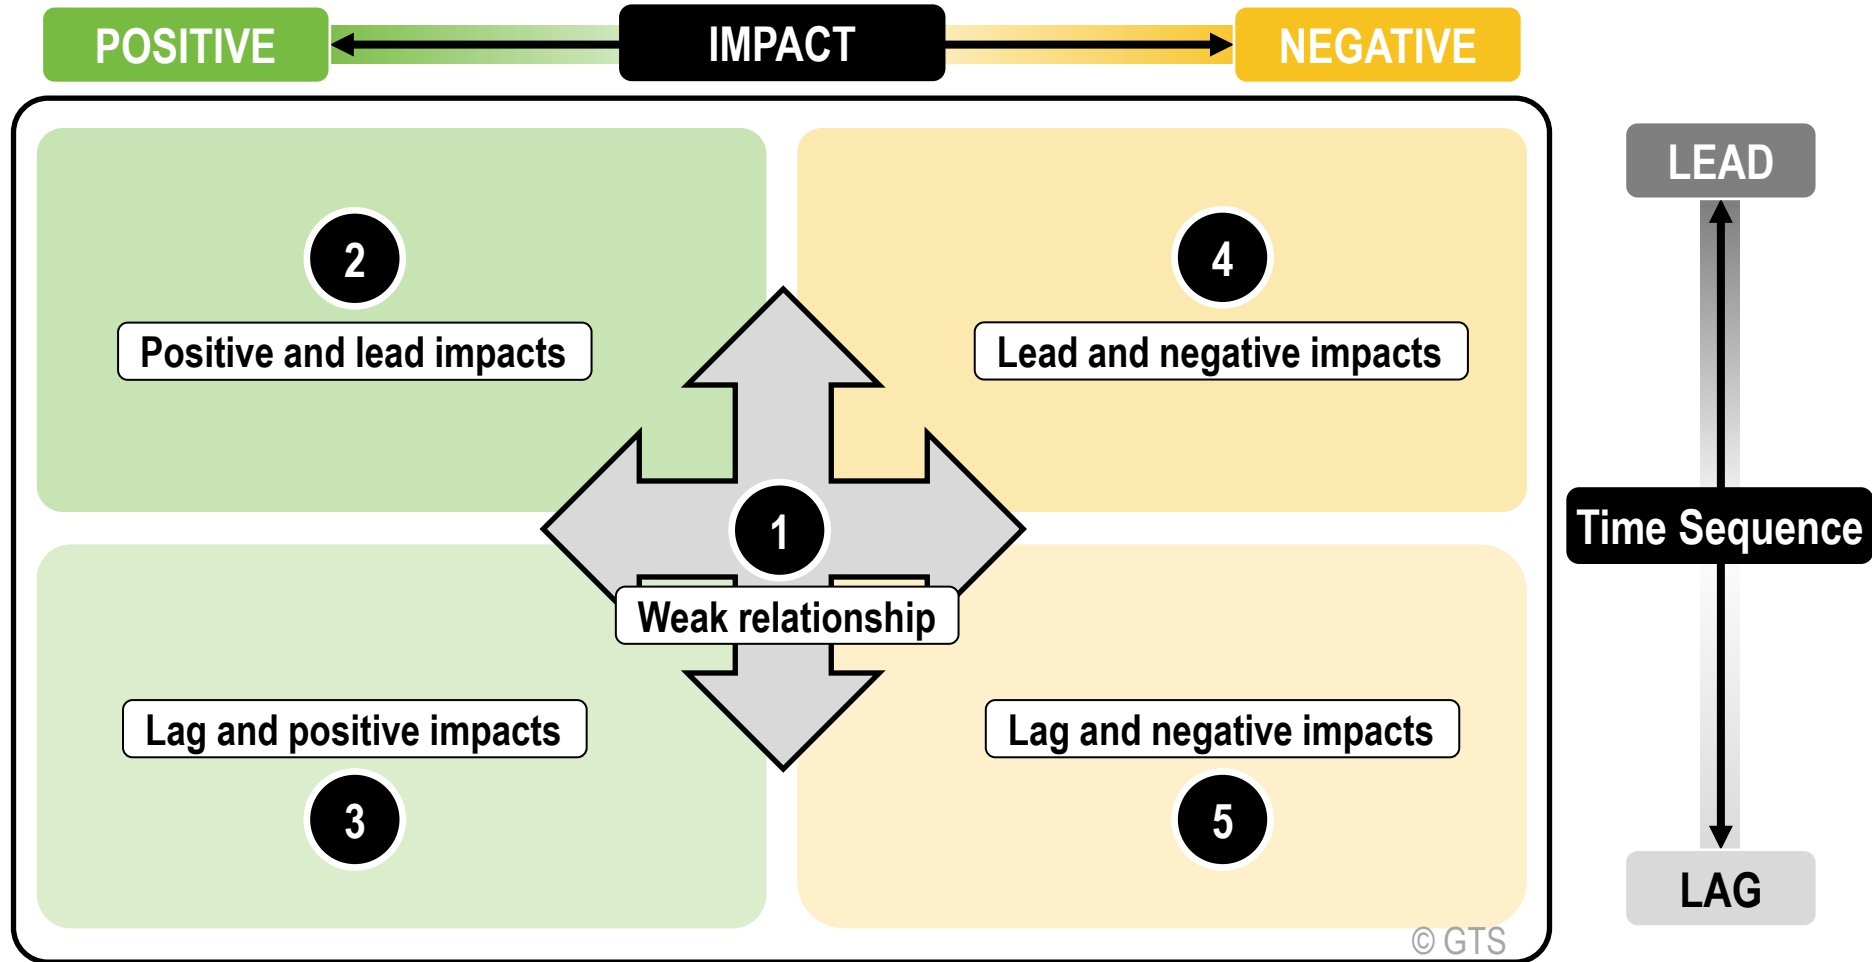 POSITIVE
IMPACT
NEGATIVE
LEAD
2
Positive and lead impacts
4
Lead and negative impacts
1
Weak relationship
Time Sequence
Lag and positive impacts
3
Lag and negative impacts
5
LAG
© GTS